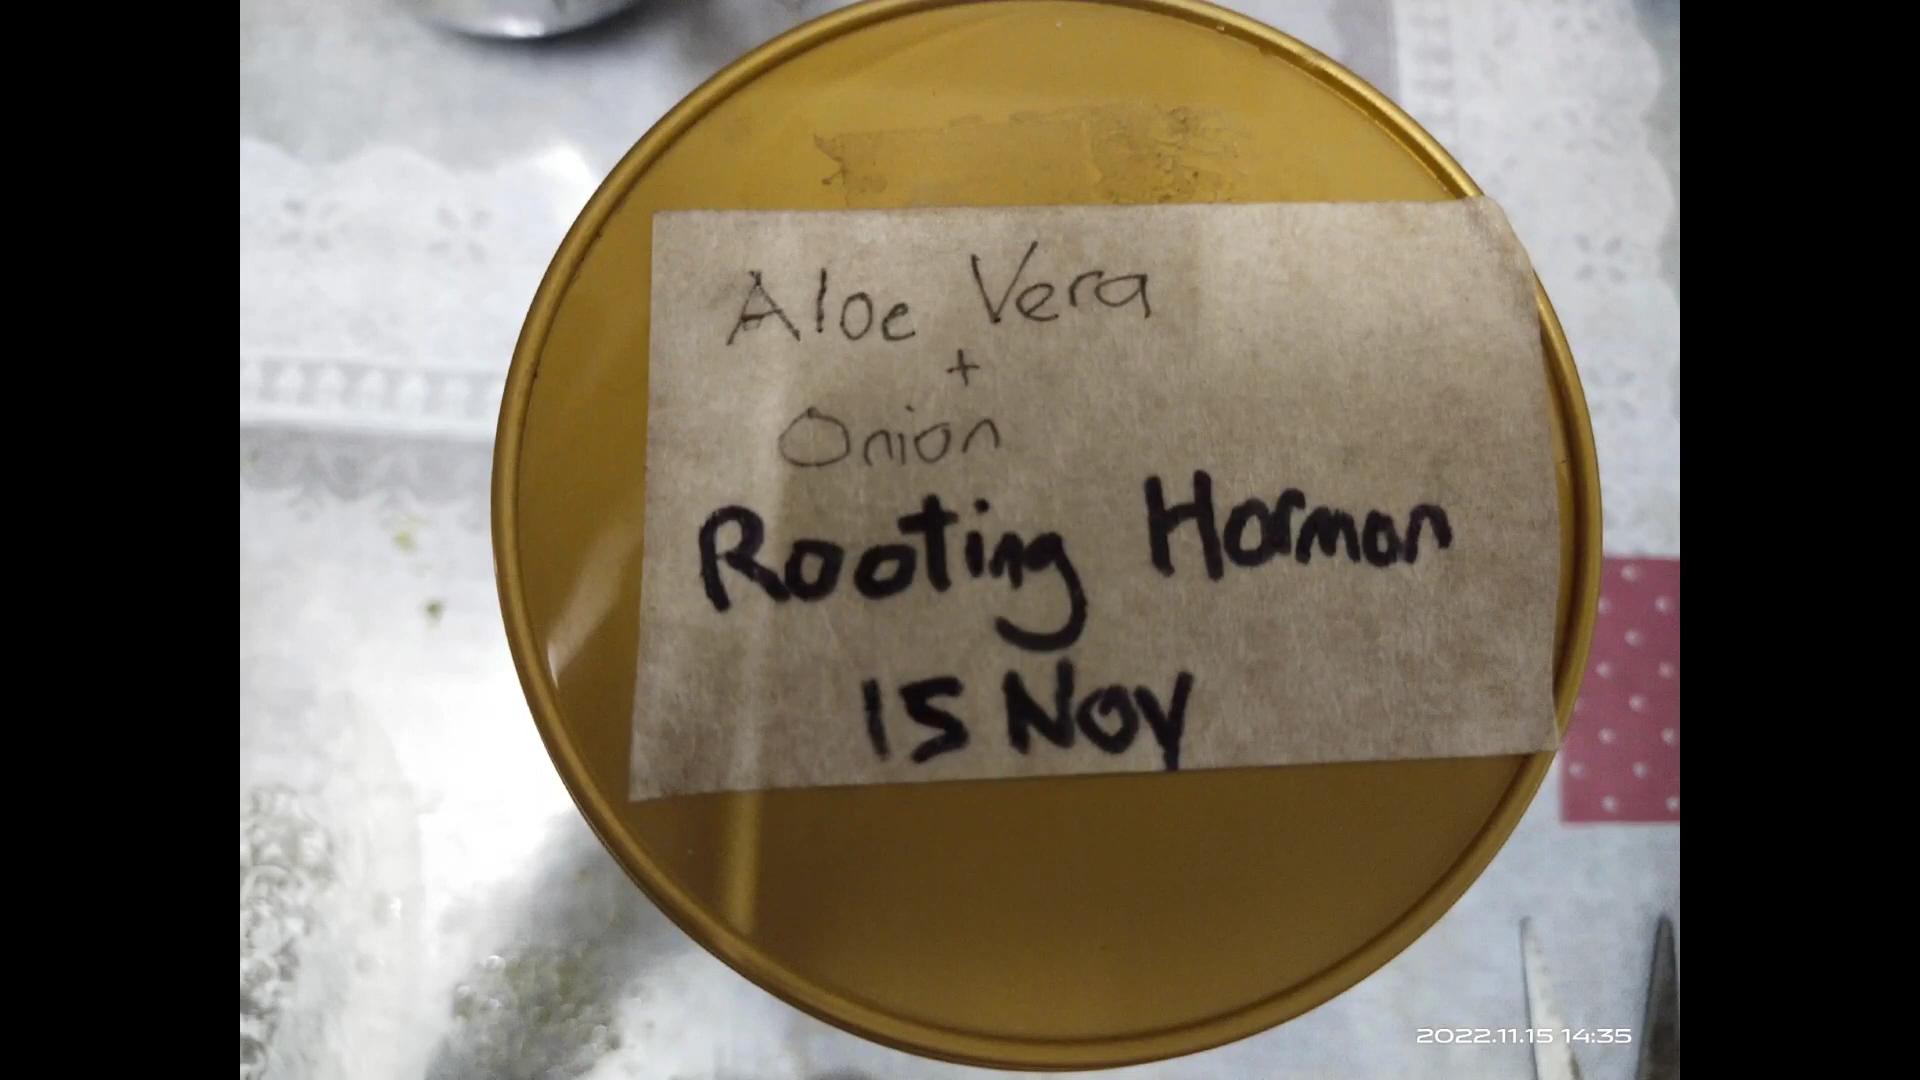 Aloe Vera
+
Onion
Rooting Hormon
15 Nov
2022.11.15 14:35